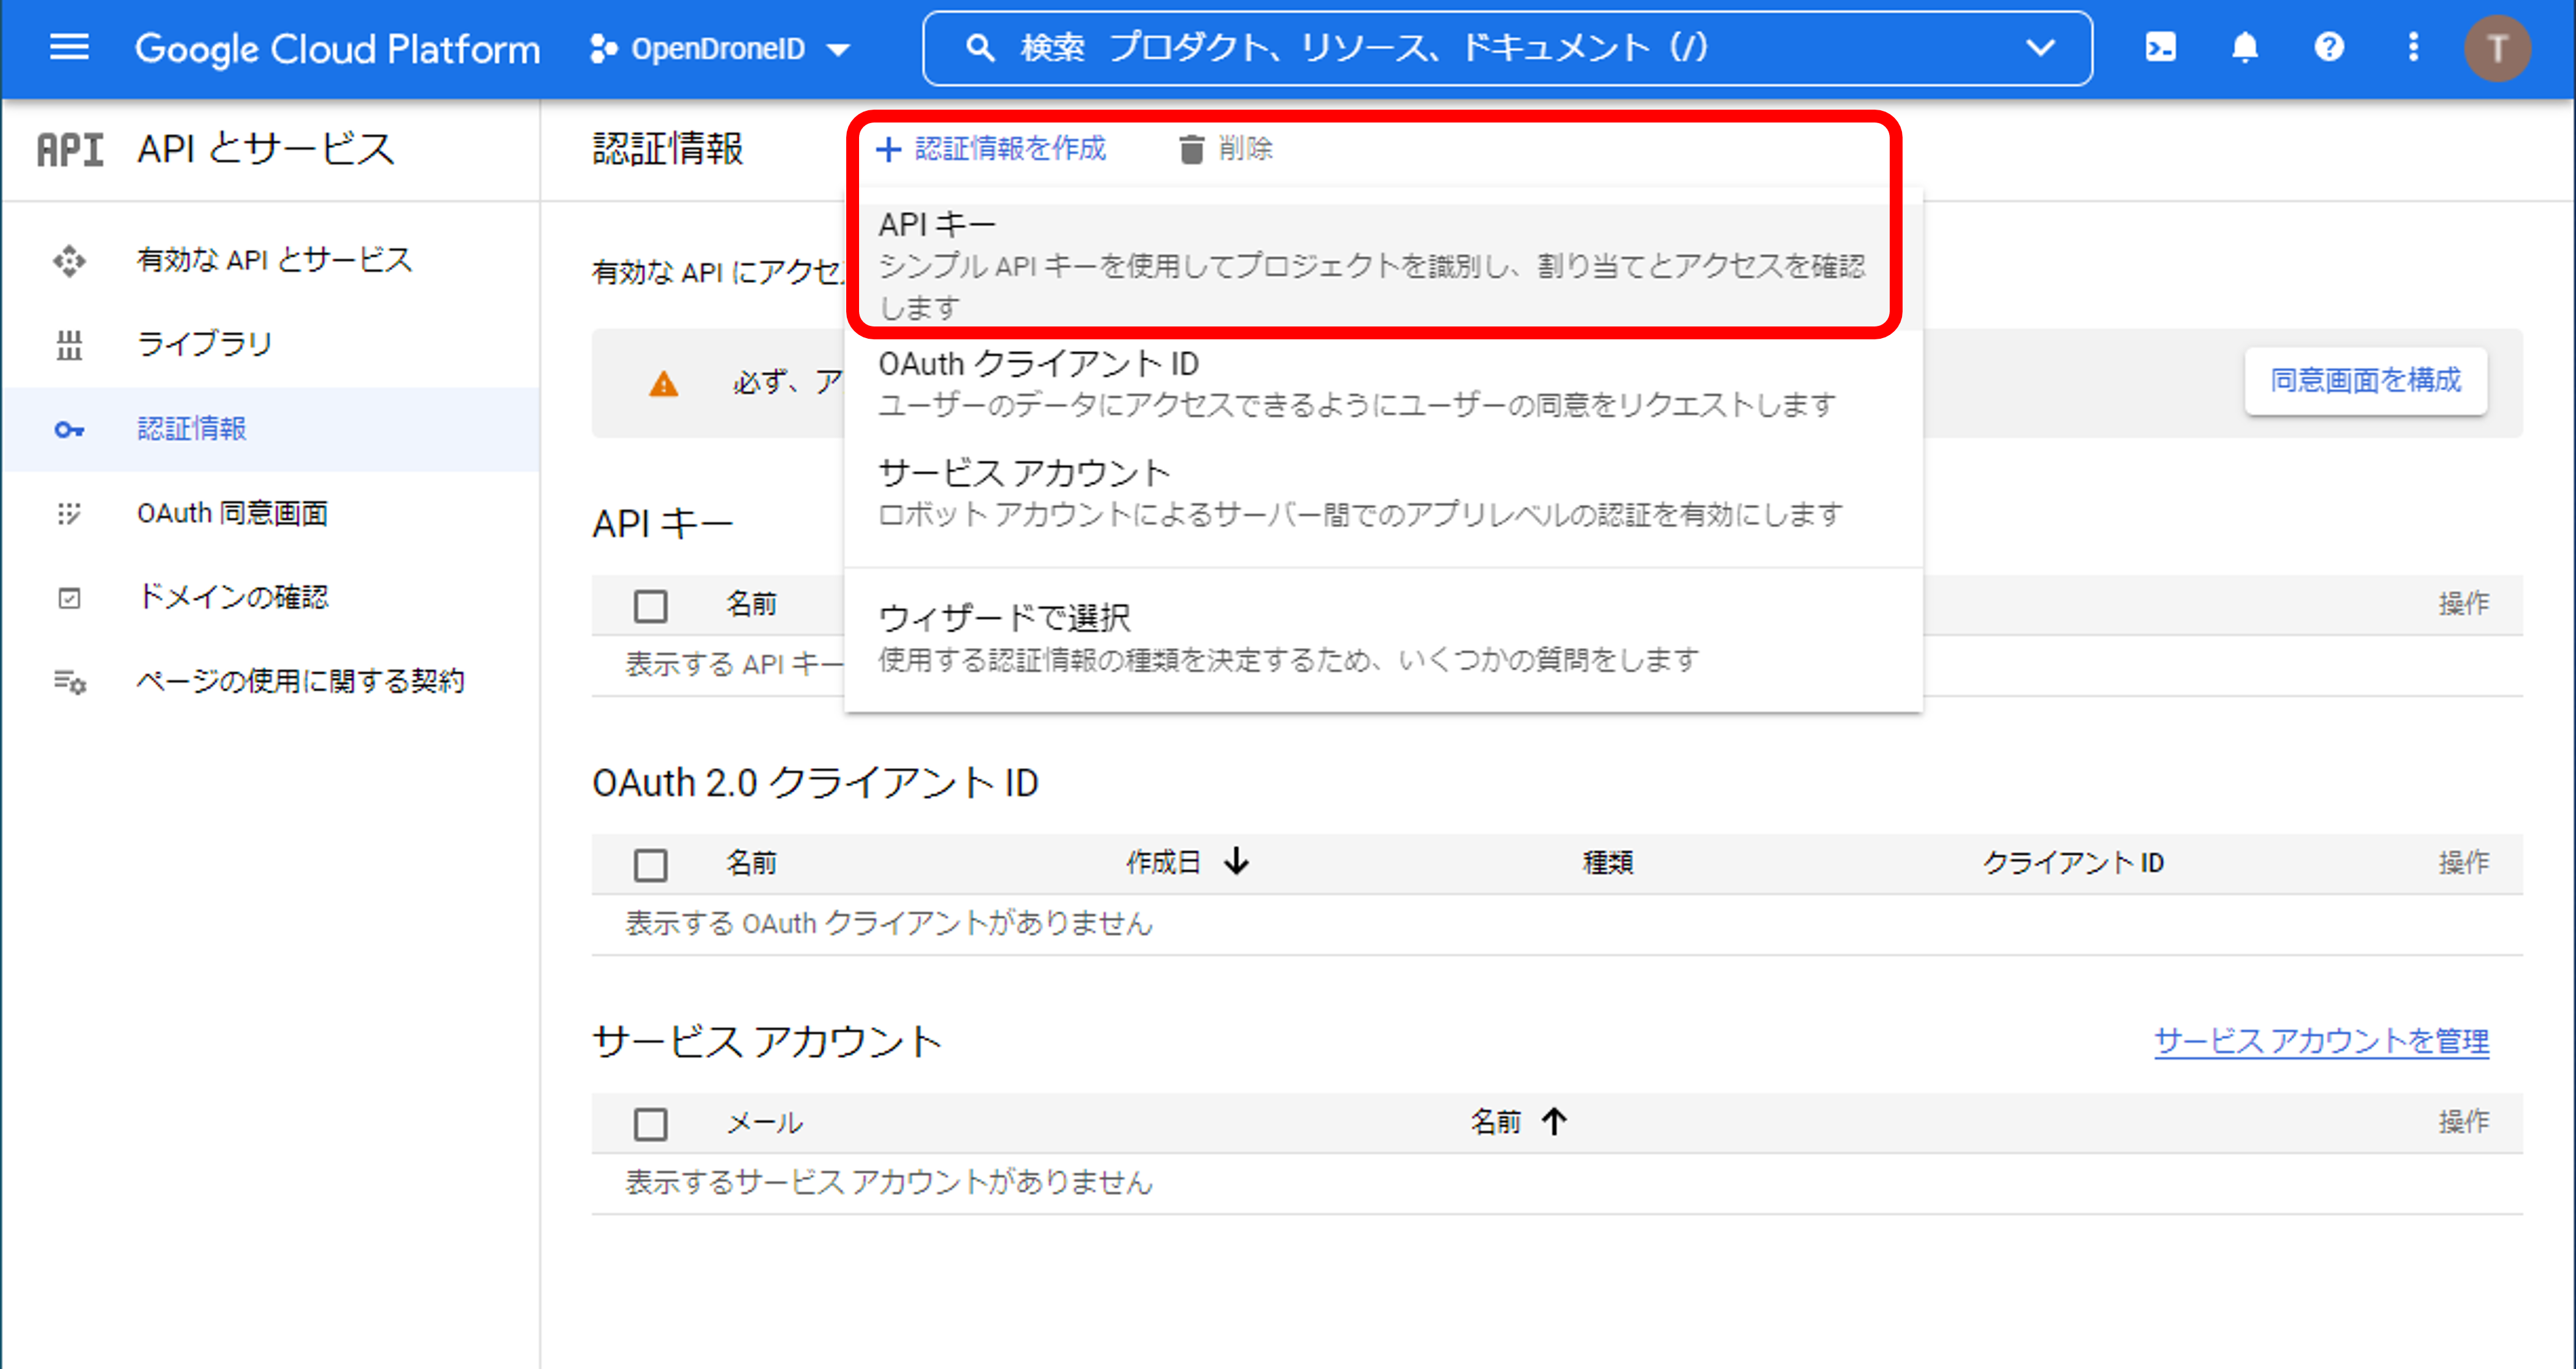 Google Cloud Platform
OpenDroneID
検索 プロダクト、リソース、ドキュメント (/)
T
API
API とサービス
有効な API とサービス
ライブラリ
認証情報
OAuth 同意画面
ドメインの確認
ページの使用に関する契約
認証情報
認証情報を作成
削除
有効な API にアクセ
API キー
シンプル API キーを使用してプロジェクトを識別し、割り当てとアクセスを確認
します
OAuth クライアント ID
ユーザーのデータにアクセスできるようにユーザーの同意をリクエストします
サービス アカウント
ロボット アカウントによるサーバー間でのアプリレベルの認証を有効にします
ウィザードで選択
使用する認証情報の種類を決定するため、いくつかの質問をします
必ず、ア
同意画面を構成
API キー
名前
操作
表示する API キー
OAuth 2.0 クライアント ID
名前 作成日 種類 クライアント ID 操作
表示する OAuth クライアントがありません
サービス アカウント
サービス アカウントを管理
メール 名前 操作
表示するサービス アカウントがありません